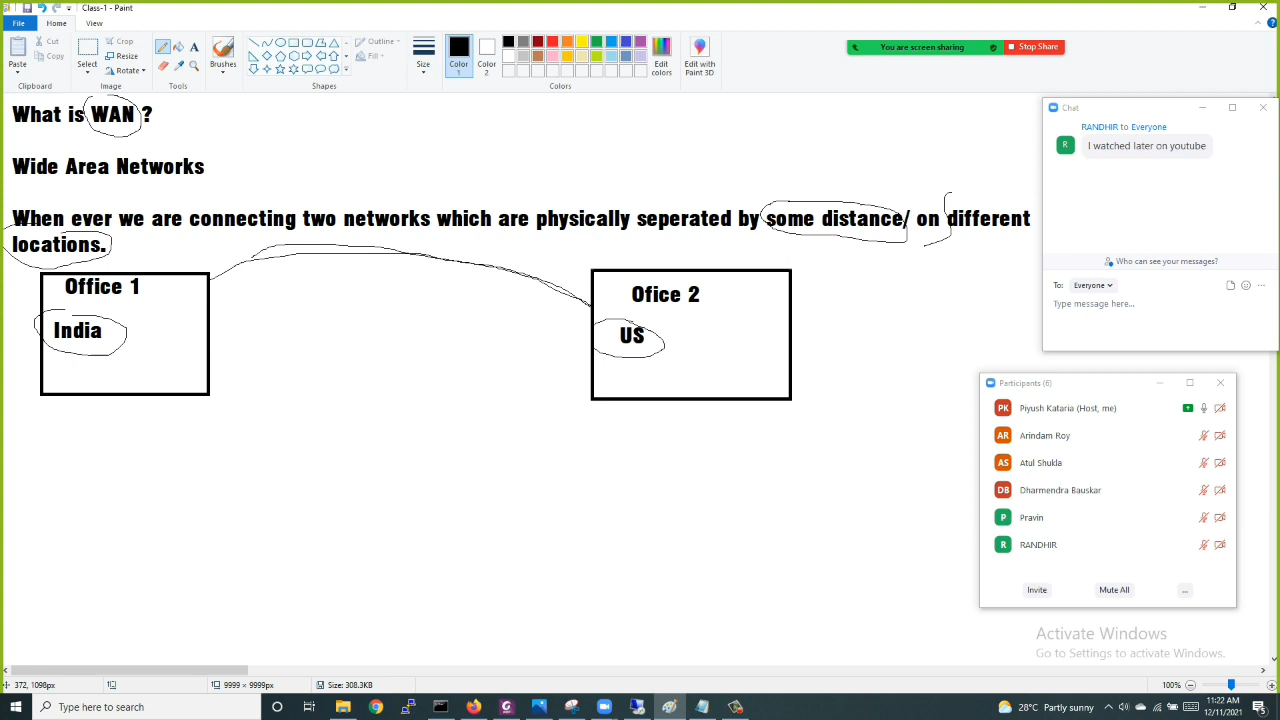 Class-1 - Paint
File
Home
View
Paste
Cut
Copy
Clipboard
Select
Crop
Resize
Rotate
Image
Tools
Brushes
Outline
Fill
Shapes
Size
Color 1
Color 2
Edit colors
Edit with Paint 3D
Colors
You are screen sharing
Stop Share
What is WAN ?
Wide Area Networks
When ever we are connecting two networks which are physically seperated by some distance/ on different
locations.
Office 1
India
Ofice 2
US
Chat
RANDHIR to Everyone
R
I watched later on youtube
Who can see your messages?
To: Everyone
Type message here...
Participants (6)
PK Piyush Kataria (Host, me)
AR Arindam Roy
AS Atul Shukla
DB Dharmendra Bauskar
P Pravin
R RANDHIR
Invite
Mute All
...
Activate Windows
Go to Settings to activate Windows.
372, 1098px
9999 × 9999px
Size: 308.3KB
100%
Type here to search
28°C Partly sunny
11:22 AM
12/11/2021
5